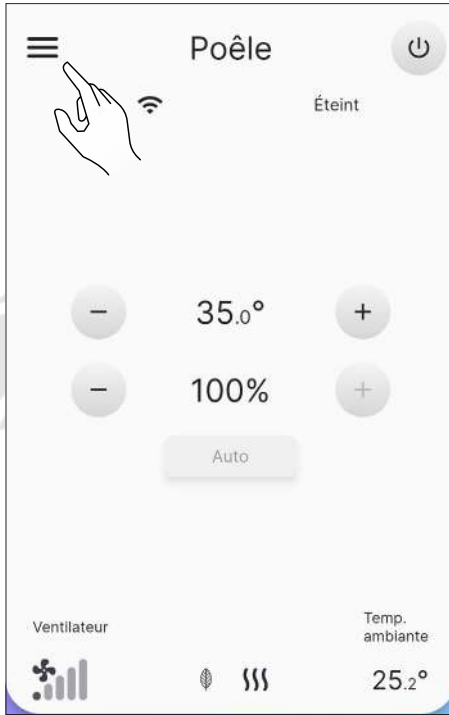 Poêle
Éteint
− 35.0° +
− 100% +
Auto
Ventilateur
Temp.
ambiante
25.2°